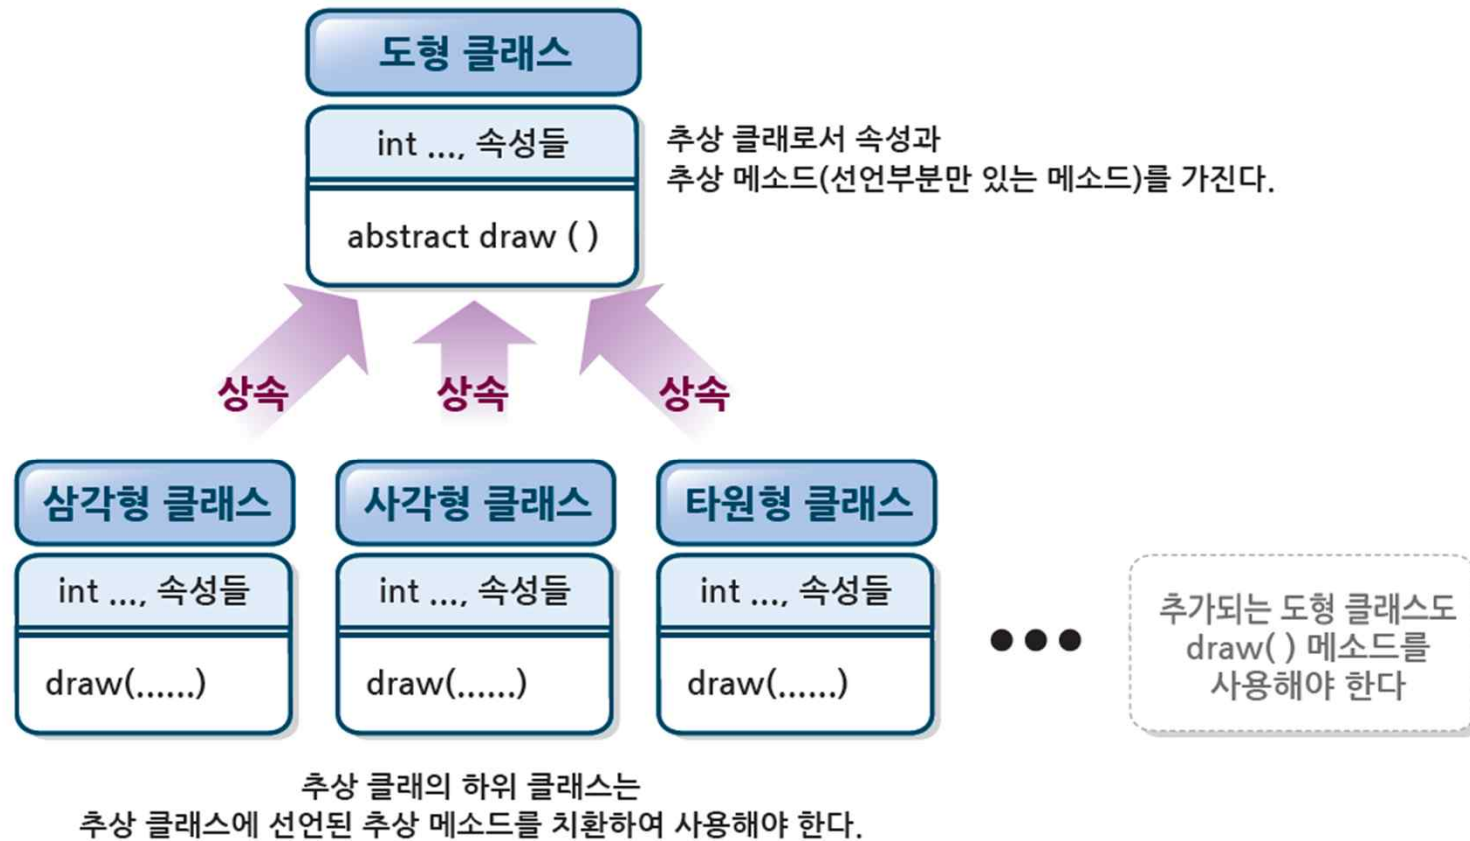 도형 클래스
int ..., 속성들
abstract draw ( )
추상 클래로서 속성과
추상 메소드(선언부분만 있는 메소드)를 가진다.
상속
상속
상속
삼각형 클래스
int ..., 속성들
draw(......)
사각형 클래스
int ..., 속성들
draw(......)
타원형 클래스
int ..., 속성들
draw(......)
추가되는 도형 클래스도
draw( ) 메소드를
사용해야 한다
추상 클래의 하위 클래스는
추상 클래스에 선언된 추상 메소드를 치환하여 사용해야 한다.